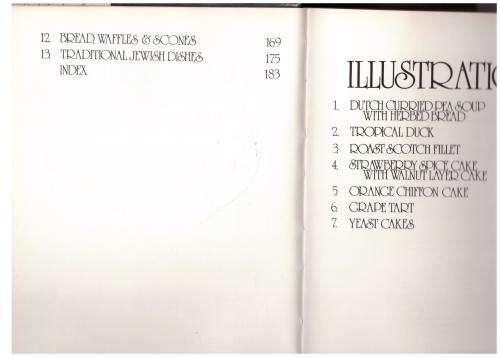 12. BREAD, WAFFLES & SCONES 169
13. TRADITIONAL JEWISH DISHES 175
INDEX 183
ILLUSTRATIO
1. DUTCH CURRIED PEA SOUP
WITH HERBED BREAD
2. TROPICAL DUCK
3. ROAST SCOTCH FILLET
4. STRAWBERRY SPICE CAKE
WITH WALNUT LAYER CAKE
5. ORANGE CHIFFON CAKE
6. GRAPE TART
7. YEAST CAKES